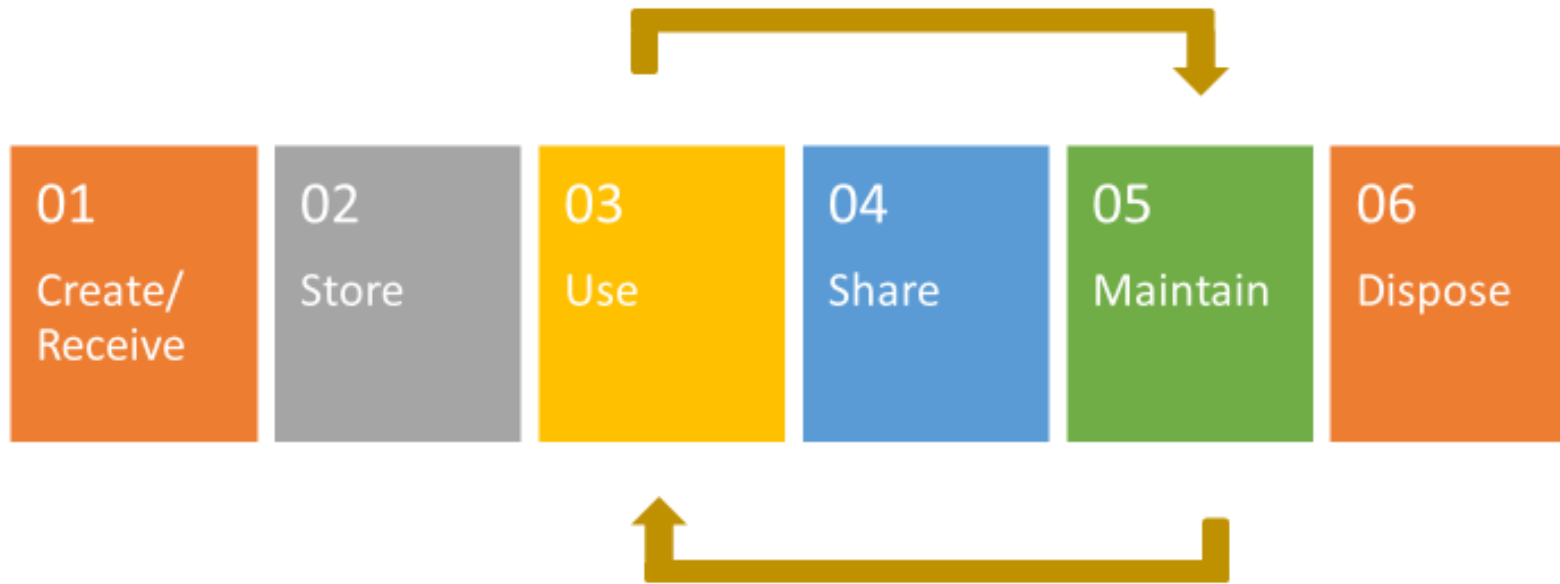 01
Create/
Receive
02
Store
03
Use
04
Share
05
Maintain
06
Dispose